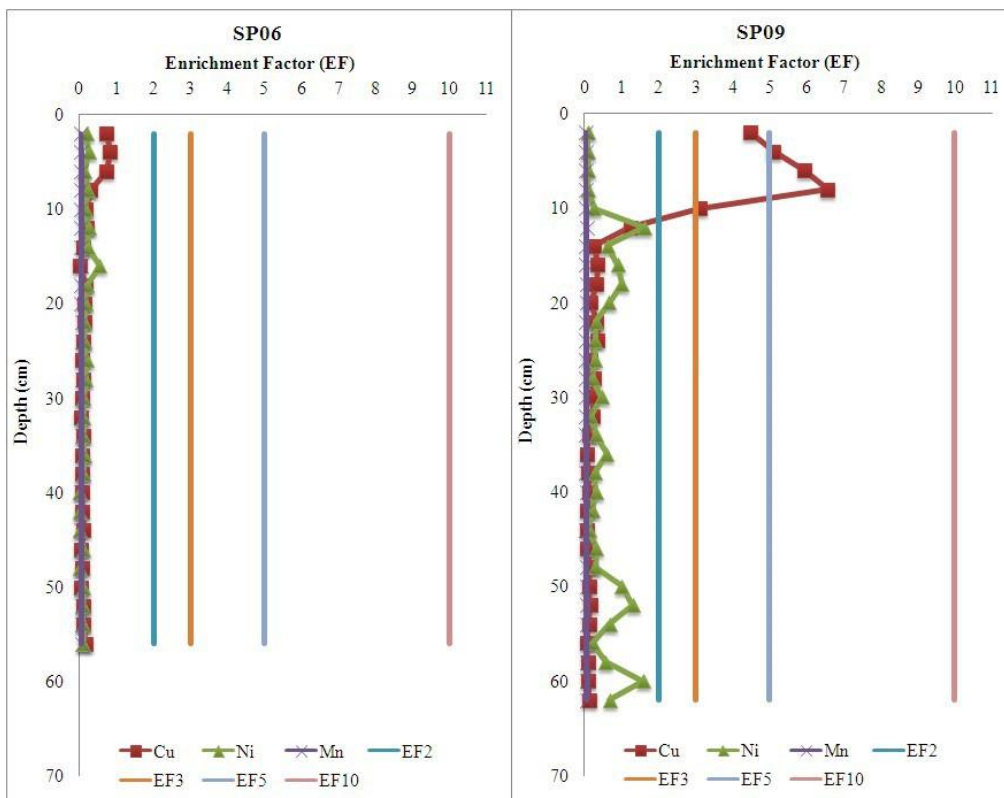 SP06
Enrichment Factor (EF)
0 1 2 3 4 5 6 7 8 9 10 11
0
10
20
30
40
50
60
70
Depth (cm)
Cu Ni Mn EF2
EF3 EF5 EF10
SP09
Enrichment Factor (EF)
0 1 2 3 4 5 6 7 8 9 10 11
0
10
20
30
40
50
60
70
Depth (cm)
Cu Ni Mn EF2
EF3 EF5 EF10